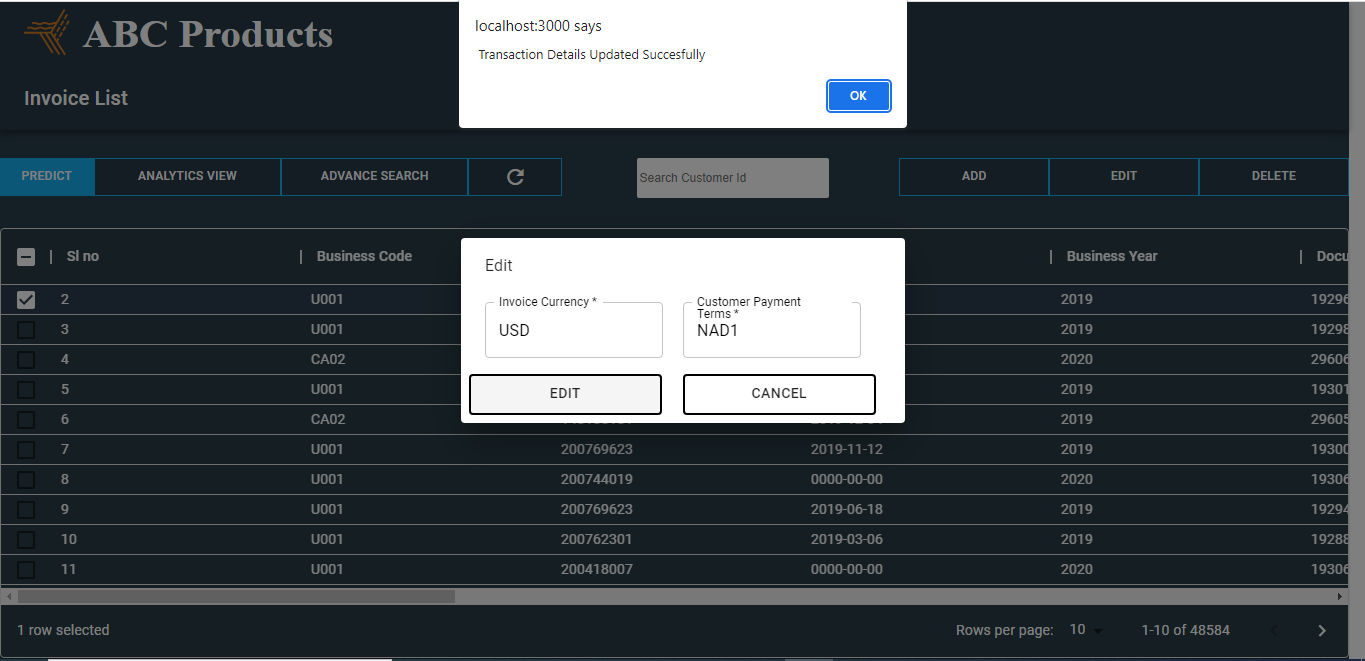 localhost:3000 says
Transaction Details Updated Succesfully
OK
ABC Products
Invoice List
PREDICT ANALYTICS VIEW ADVANCE SEARCH Search Customer Id ADD EDIT DELETE
Sl no Business Code Business Year Docu
Edit
Invoice Currency * Customer Payment Terms *
USD NAD1
EDIT CANCEL
2 U001 2019 19296
3 U001 2019 19298
4 CA02 2020 29606
5 U001 2019 19301
6 CA02 2019 29605
7 U001 200769623 2019-11-12 2019 19300
8 U001 200744019 0000-00-00 2020 19306
9 U001 200769623 2019-06-18 2019 19294
10 U001 200762301 2019-03-06 2019 19288
11 U001 200418007 0000-00-00 2020 19306
1 row selected Rows per page: 10 1-10 of 48584